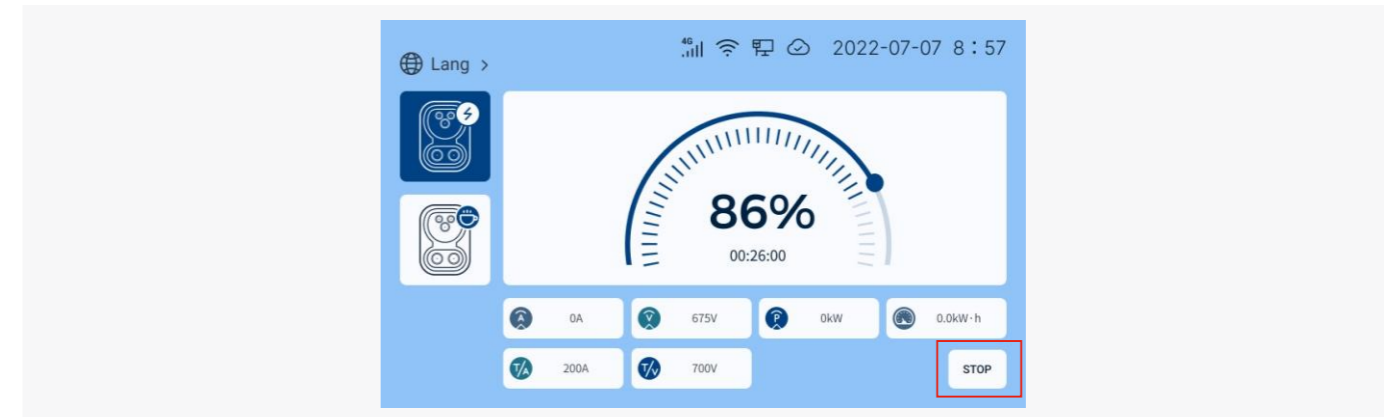 4G
2022-07-07 8：57
Lang >
86%
00:26:00
A
0A
V
675V
P
0kW
0.0kW·h
T/A
200A
T/V
700V
STOP